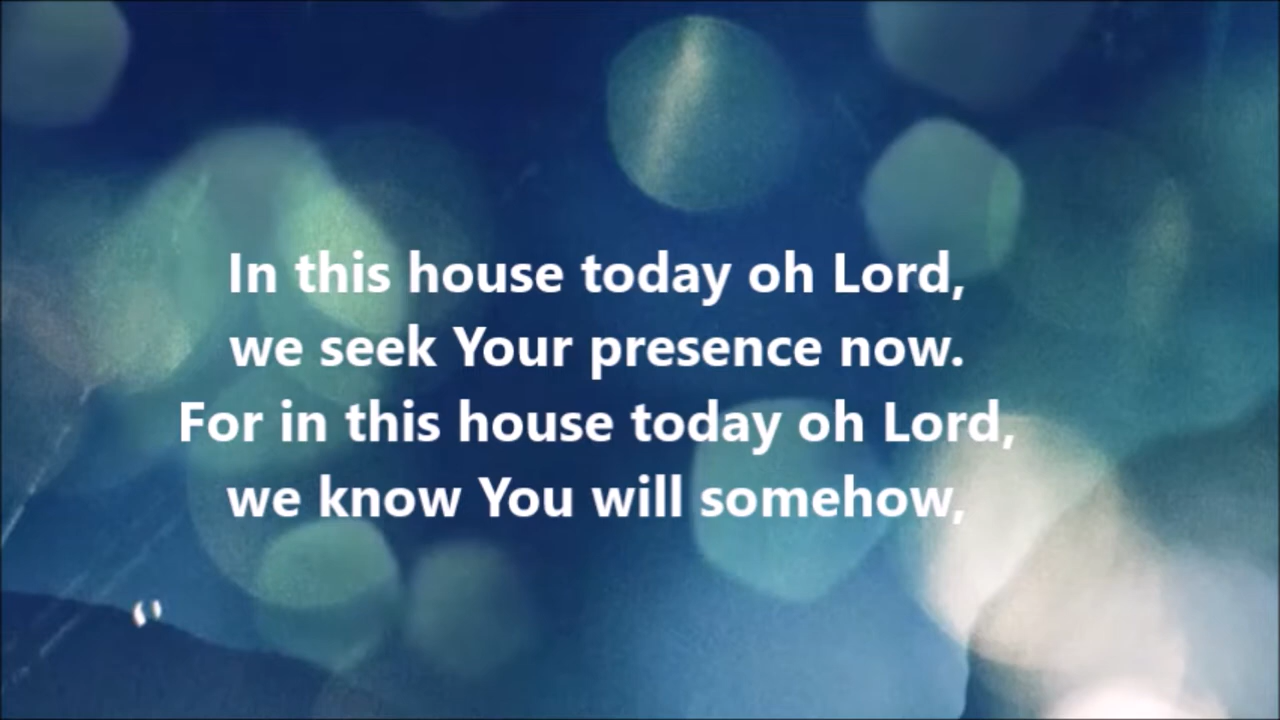 In this house today oh Lord,
we seek Your presence now.
For in this house today oh Lord,
we know You will somehow,